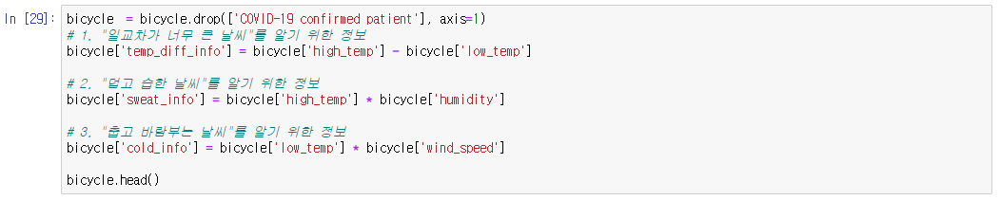 In [29]: bicycle = bicycle.drop(['COVID-19 confirmed patient'], axis=1)
# 1. "일교차가 너무 큰 날씨"를 알기 위한 정보
bicycle['temp_diff_info'] = bicycle['high_temp'] - bicycle['low_temp']
# 2. "덥고 습한 날씨"를 알기 위한 정보
bicycle['sweat_info'] = bicycle['high_temp'] * bicycle['humidity']
# 3. "춥고 바람부는 날씨"를 알기 위한 정보
bicycle['cold_info'] = bicycle['low_temp'] * bicycle['wind_speed']
bicycle.head()